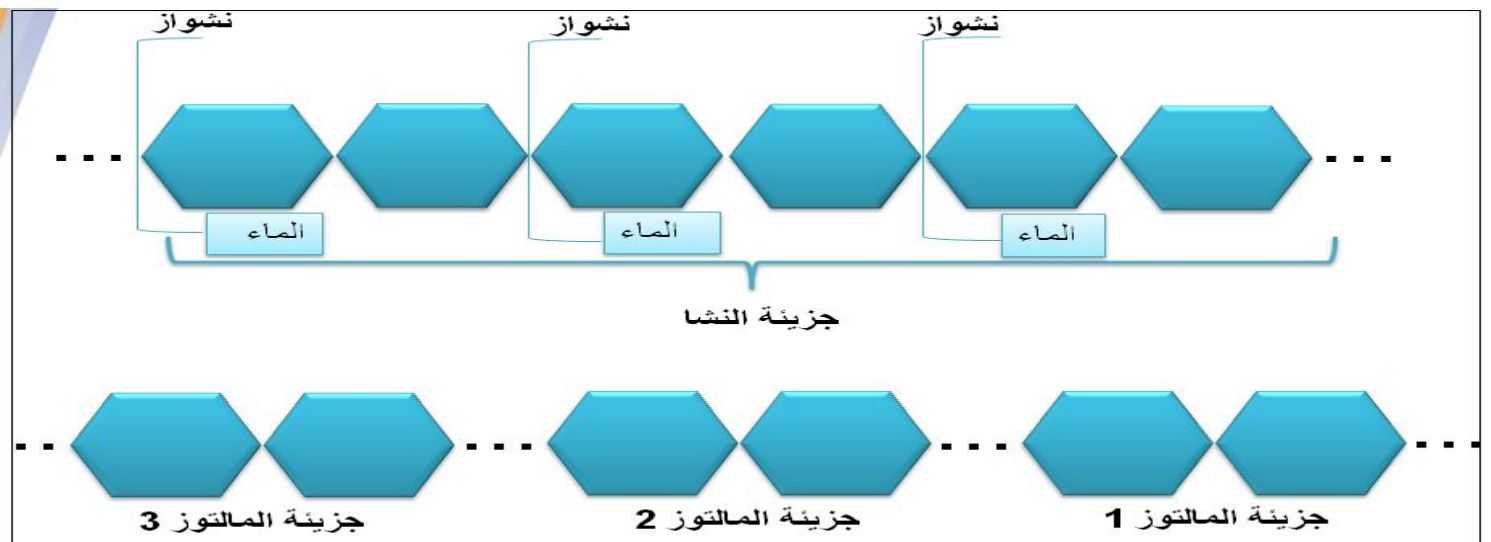 نشواز نشواز نشواز
الماء الماء الماء
جزيئة النشا
جزيئة المالتوز 1 جزيئة المالتوز 2 جزيئة المالتوز 3